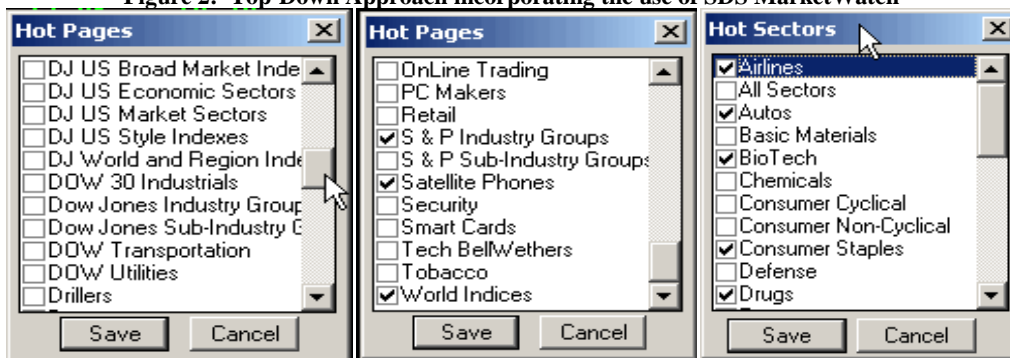 Figure 2: Top Down Approach incorporating the use of SDS MarketWatch
Hot Pages
DJ US Broad Market Inde
DJ US Economic Sectors
DJ US Market Sectors
DJ US Style Indexes
DJ World and Region Inde
DOW 30 Industrials
Dow Jones Industry Group
Dow Jones Sub-Industry G
DOW Transportation
DOW Utilities
Drillers
Save
Cancel
Hot Pages
OnLine Trading
PC Makers
Retail
S & P Industry Groups
S & P Sub-Industry Groups
Satellite Phones
Security
Smart Cards
Tech BellWethers
Tobacco
World Indices
Save
Cancel
Hot Sectors
Airlines
All Sectors
Autos
Basic Materials
BioTech
Chemicals
Consumer Cyclical
Consumer Non-Cyclical
Consumer Staples
Defense
Drugs
Save
Cancel